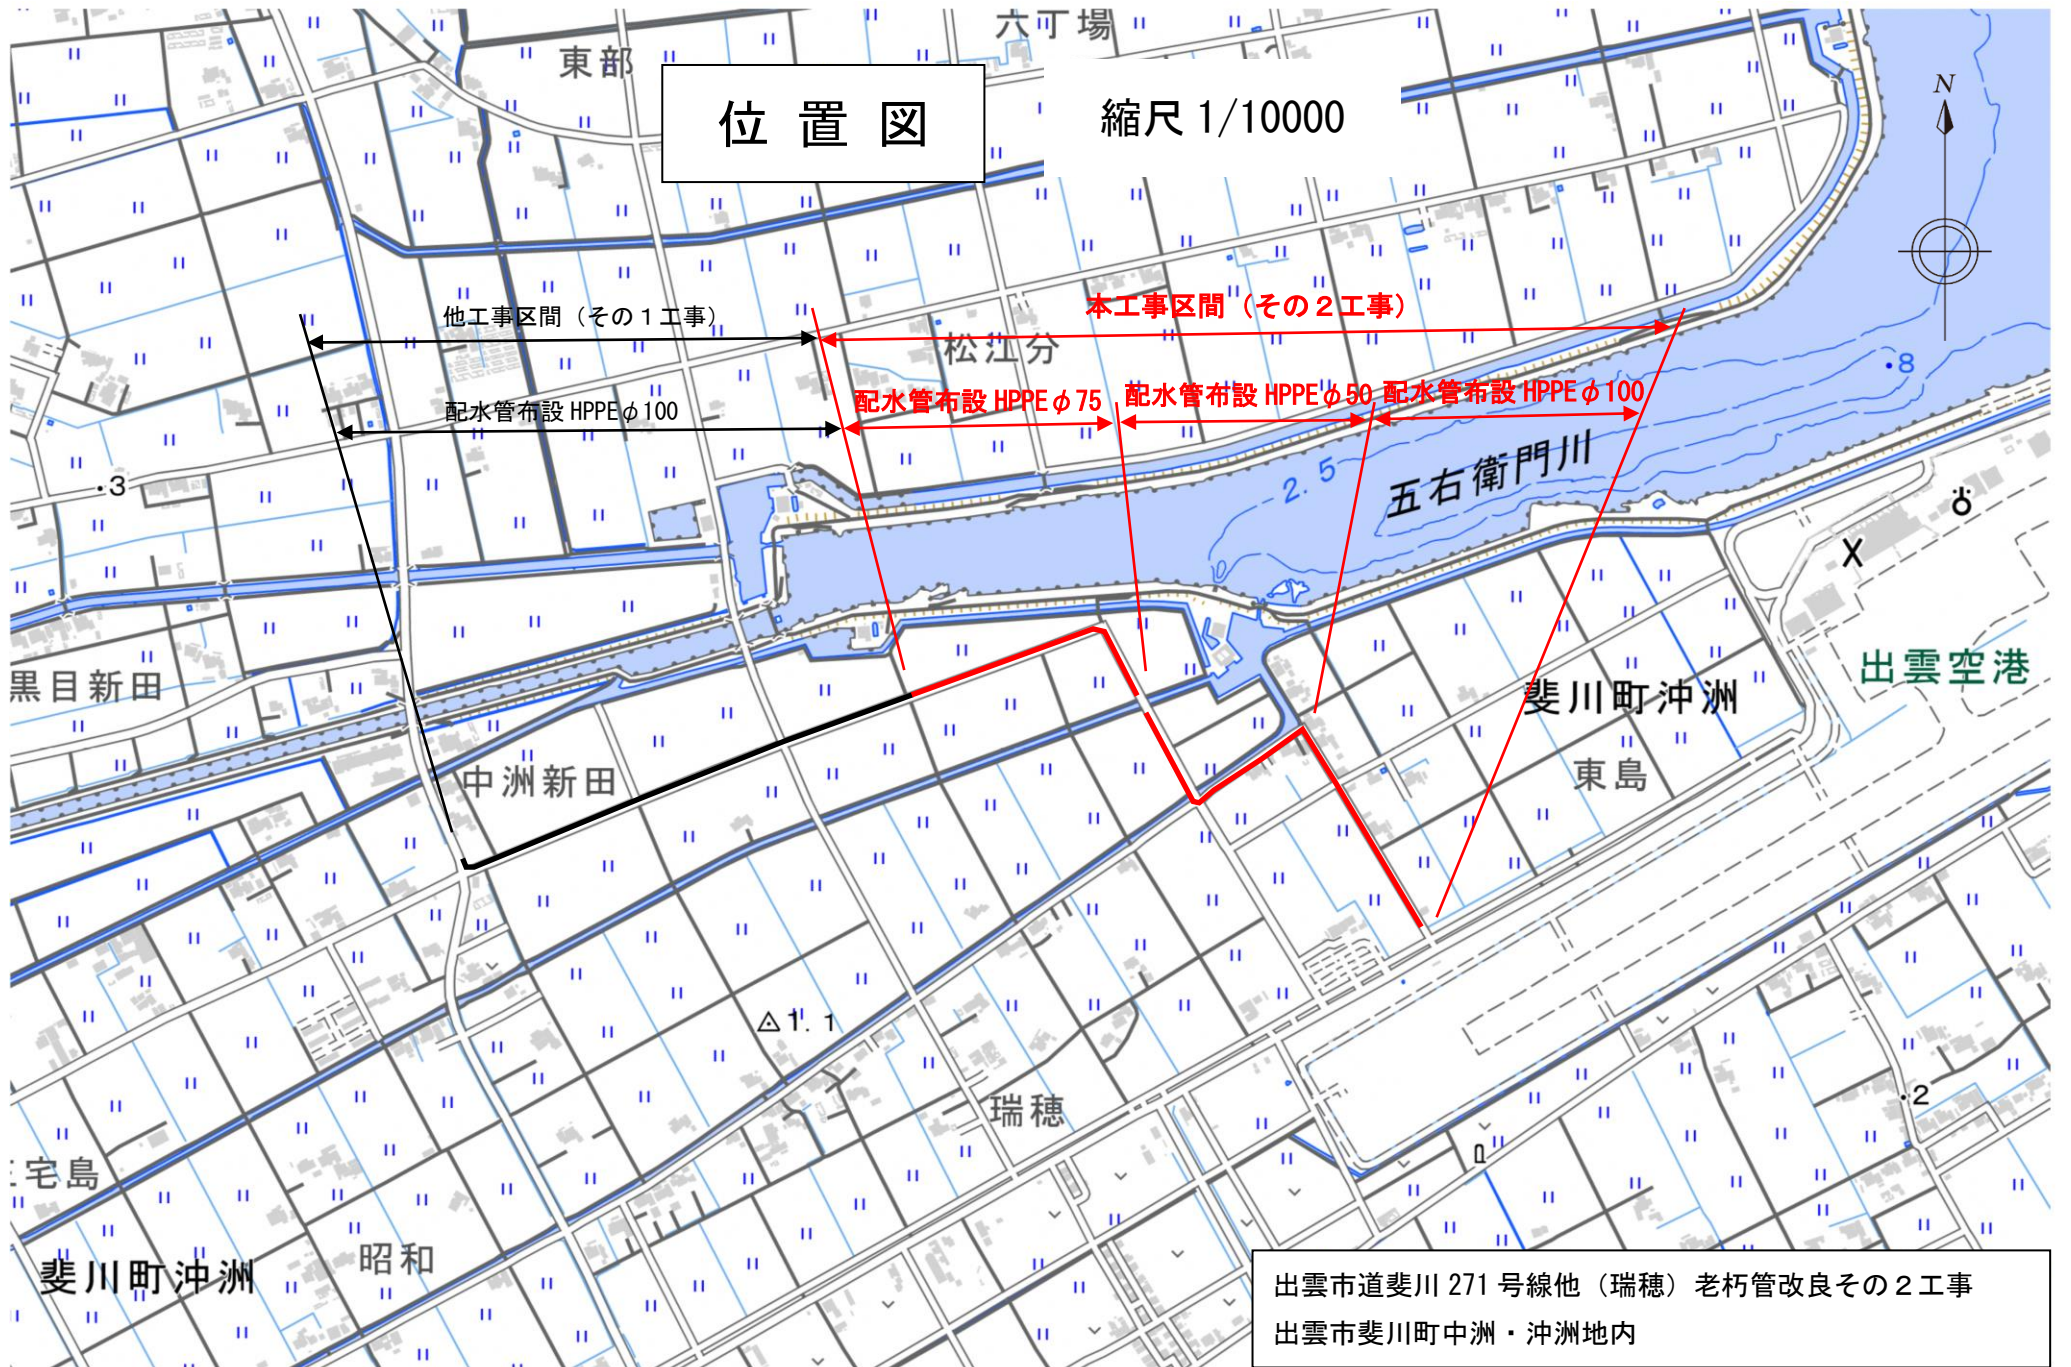 六丁場
東部
位置図
縮尺 1/10000
N
他工事区間（その１工事）
本工事区間（その２工事）
松江分
8
配水管布設 HPPEφ100
配水管布設 HPPEφ75
配水管布設 HPPEφ50
配水管布設 HPPEφ100
3
2.5
五右衛門川
黒目新田
出雲空港
斐川町沖洲
中洲新田
東島
1.1
瑞穂
2
宅島
昭和
斐川町沖洲
出雲市道斐川 271 号線他（瑞穂）老朽管改良その２工事
出雲市斐川町中洲・沖洲地内